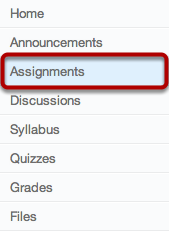 Home
Announcements
Assignments
Discussions
Syllabus
Quizzes
Grades
Files